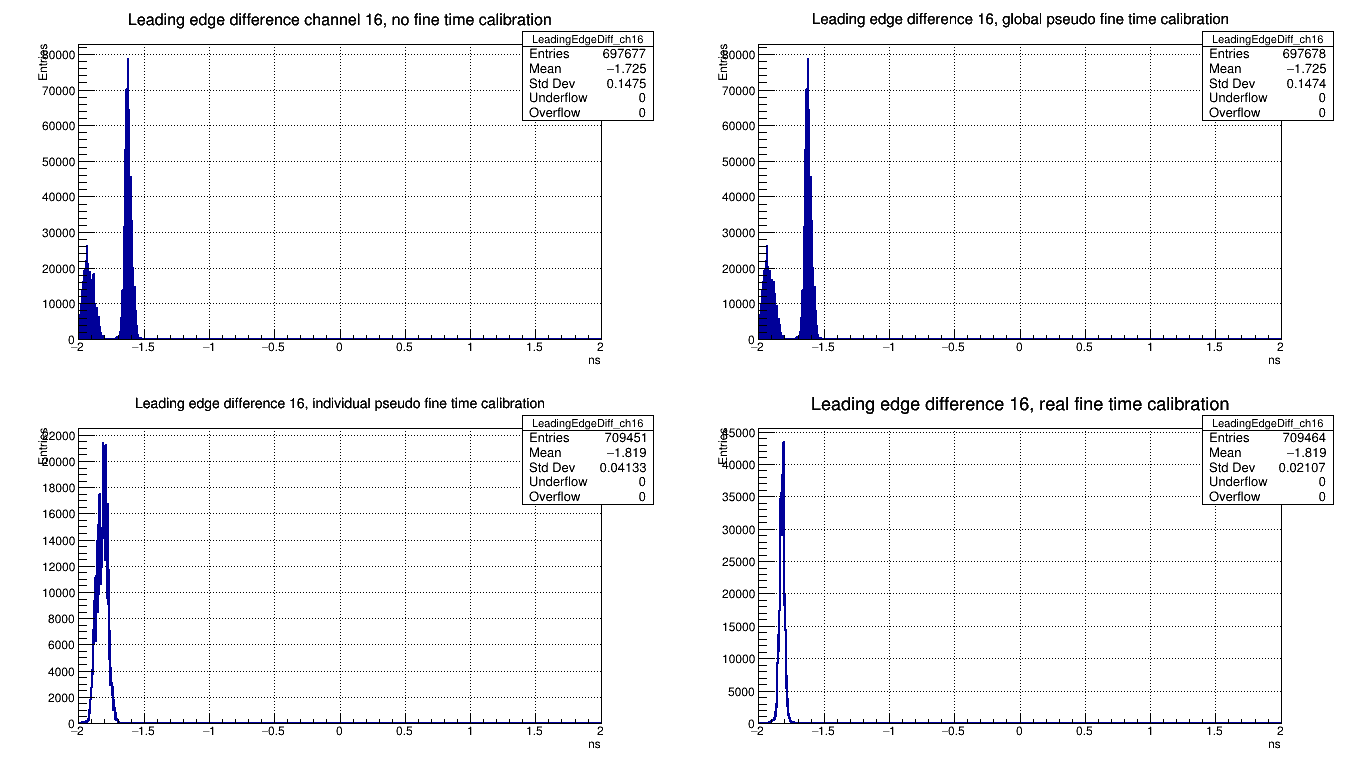 Leading edge difference channel 16, no fine time calibration
Entries
LeadingEdgeDiff_ch16
Entries 697677
Mean −1.725
Std Dev 0.1475
Underflow 0
Overflow 0
80000
70000
60000
50000
40000
30000
20000
10000
0
−2 −1.5 −1 −0.5 0 0.5 1 1.5 2
ns
Leading edge difference 16, global pseudo fine time calibration
Entries
LeadingEdgeDiff_ch16
Entries 697678
Mean −1.725
Std Dev 0.1474
Underflow 0
Overflow 0
80000
70000
60000
50000
40000
30000
20000
10000
0
−2 −1.5 −1 −0.5 0 0.5 1 1.5 2
ns
Leading edge difference 16, individual pseudo fine time calibration
Entries
LeadingEdgeDiff_ch16
Entries 709451
Mean −1.819
Std Dev 0.04133
Underflow 0
Overflow 0
22000
20000
18000
16000
14000
12000
10000
8000
6000
4000
2000
0
−2 −1.5 −1 −0.5 0 0.5 1 1.5 2
ns
Leading edge difference 16, real fine time calibration
Entries
LeadingEdgeDiff_ch16
Entries 709464
Mean −1.819
Std Dev 0.02107
Underflow 0
Overflow 0
45000
40000
35000
30000
25000
20000
15000
10000
5000
0
−2 −1.5 −1 −0.5 0 0.5 1 1.5 2
ns